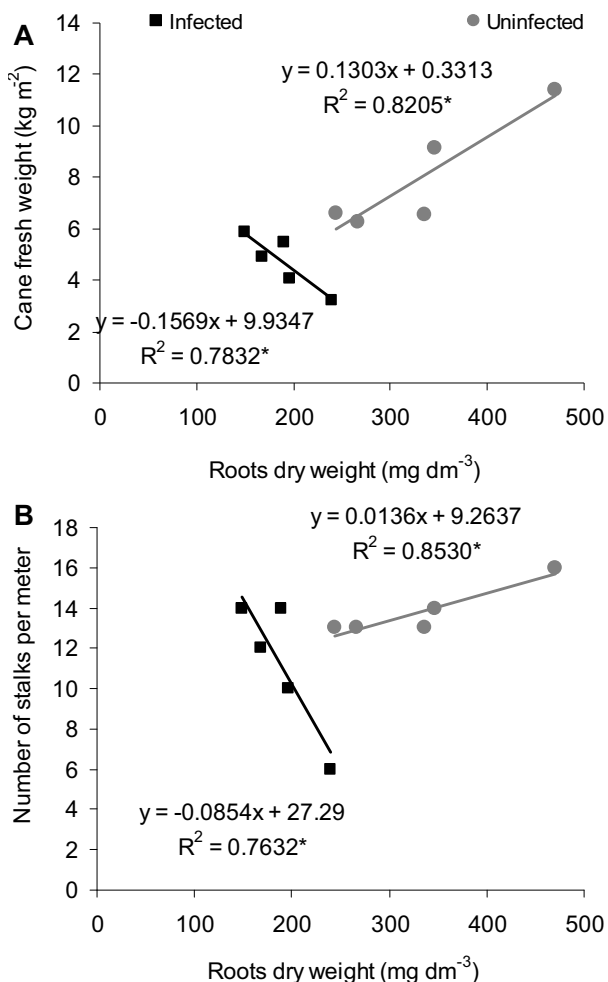 A
Infected
Uninfected
y = 0.1303x + 0.3313
R² = 0.8205*
y = -0.1569x + 9.9347
R² = 0.7832*
Cane fresh weight (kg m⁻²)
14
12
10
8
6
4
2
0
0 100 200 300 400 500
Roots dry weight (mg dm⁻³)
B
y = 0.0136x + 9.2637
R² = 0.8530*
y = -0.0854x + 27.29
R² = 0.7632*
Number of stalks per meter
18
16
14
12
10
8
6
4
2
0
0 100 200 300 400 500
Roots dry weight (mg dm⁻³)